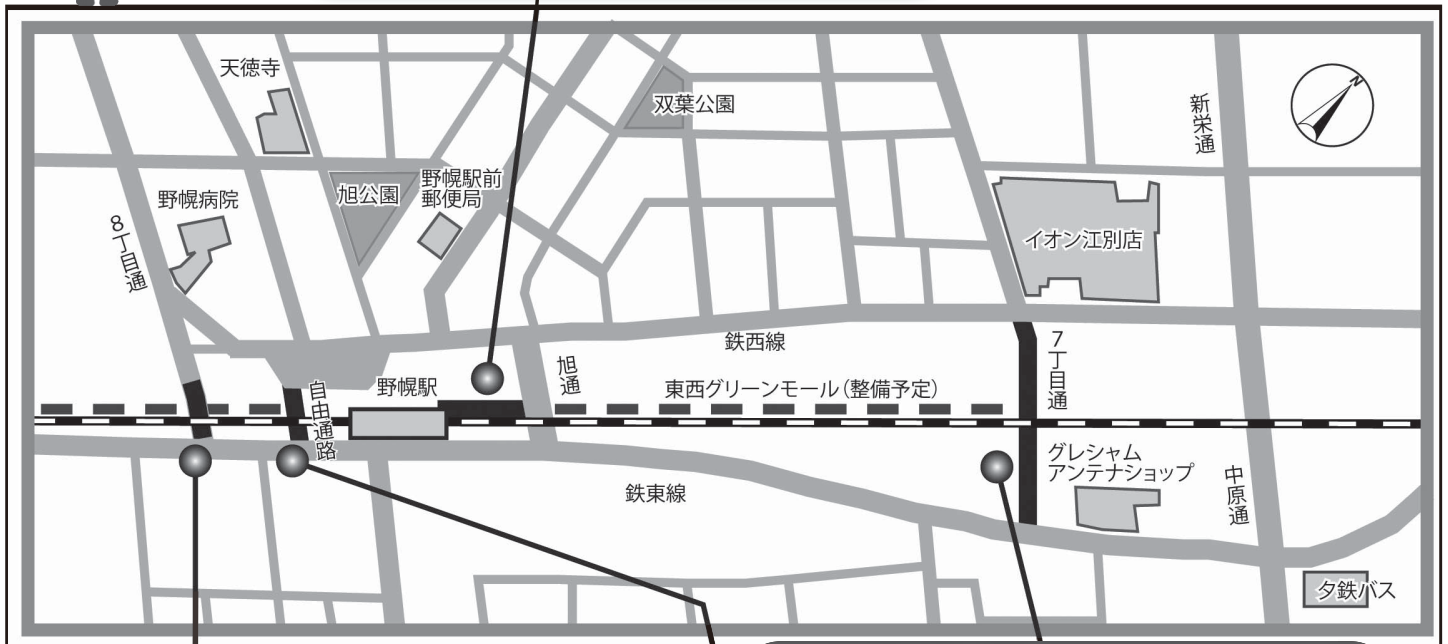 天徳寺
双葉公園
新栄通
N
野幌病院
旭公園
野幌駅前
郵便局
8丁目通
イオン江別店
鉄西線
7丁目通
野幌駅
旭通
東西グリーンモール(整備予定)
自由通路
グレシャム
アンテナショップ
鉄東線
中原通
夕鉄バス